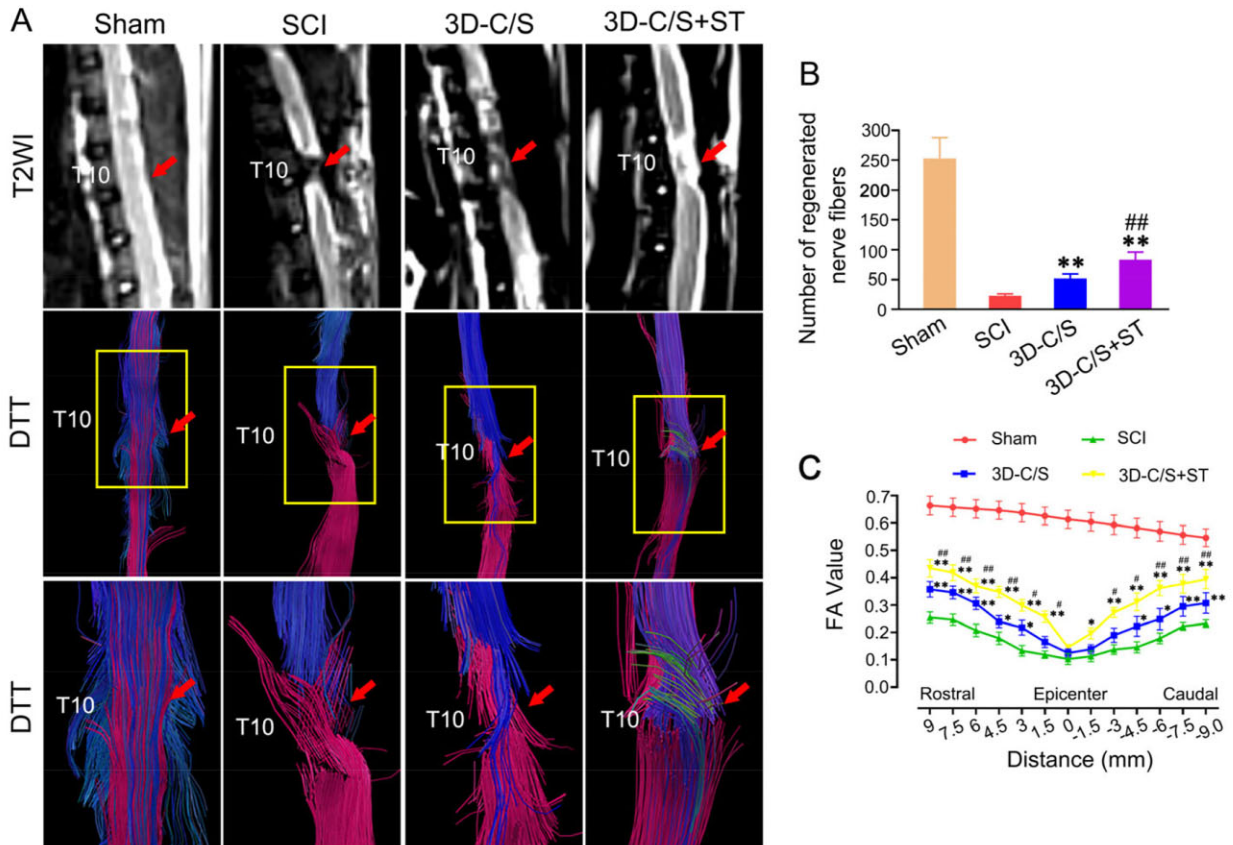 A
Sham
SCI
3D-C/S
3D-C/S+ST
T2WI
T10
T10
T10
T10
DTT
T10
T10
T10
T10
DTT
T10
T10
T10
T10
B
Number of regenerated
nerve fibers
300
250
200
150
100
50
0
**
##
**
Sham
SCI
3D-C/S
3D-C/S+ST
C
Sham
SCI
3D-C/S
3D-C/S+ST
FA Value
0.7
0.6
0.5
0.4
0.3
0.2
0.1
0.0
## ## ## ## # # # # ## ## ##
** ** ** ** ** ** * ** ** ** ** **
** ** ** * * * * ** **
Rostral
Epicenter
Caudal
9 7.5 6 4.5 3 1.5 0 -1.5 -3 -4.5 -6 -7.5 -9.0
Distance (mm)